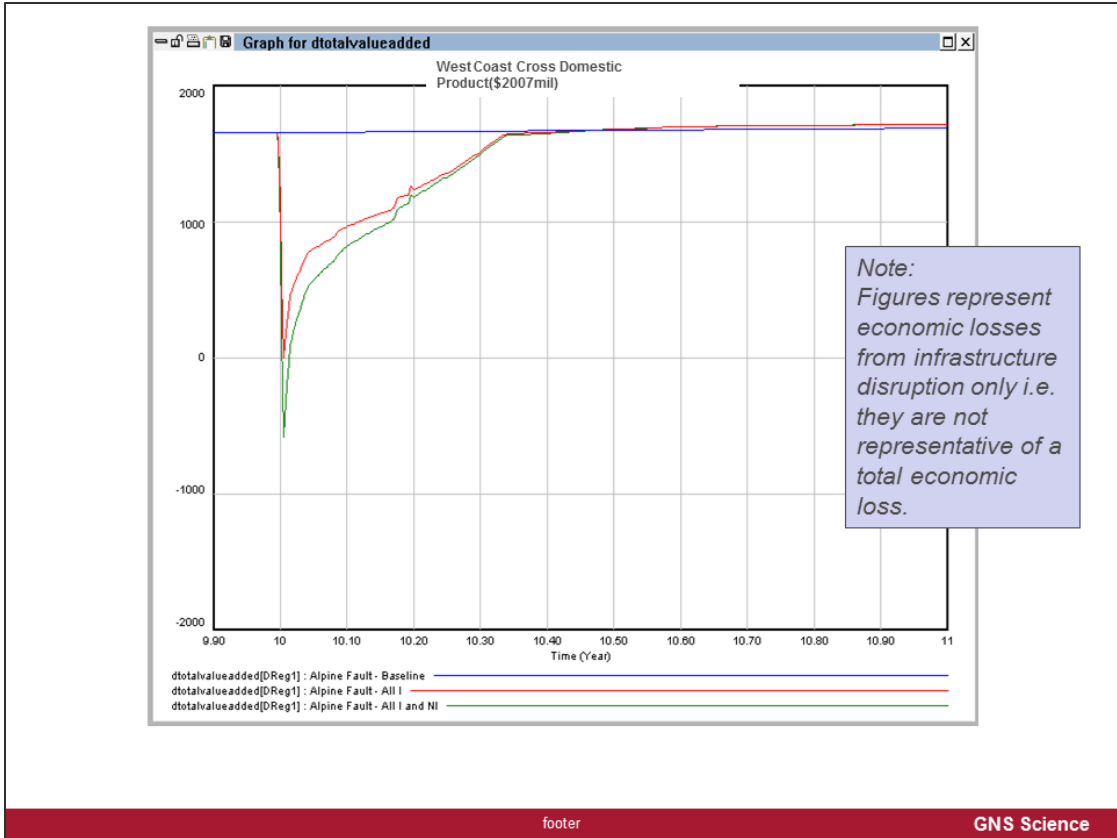 Graph for dtotalvalueadded
West Coast Cross Domestic
Product($2007mil)
2000
1000
0
-1000
-2000
9.90 10 10.10 10.20 10.30 10.40 10.50 10.60 10.70 10.80 10.90 11
Time (Year)
dtotalvalueadded[DReg1] : Alpine Fault - Baseline
dtotalvalueadded[DReg1] : Alpine Fault - All I
dtotalvalueadded[DReg1] : Alpine Fault - All I and NI
Note:
Figures represent
economic losses
from infrastructure
disruption only i.e.
they are not
representative of a
total economic
loss.
footer
GNS Science